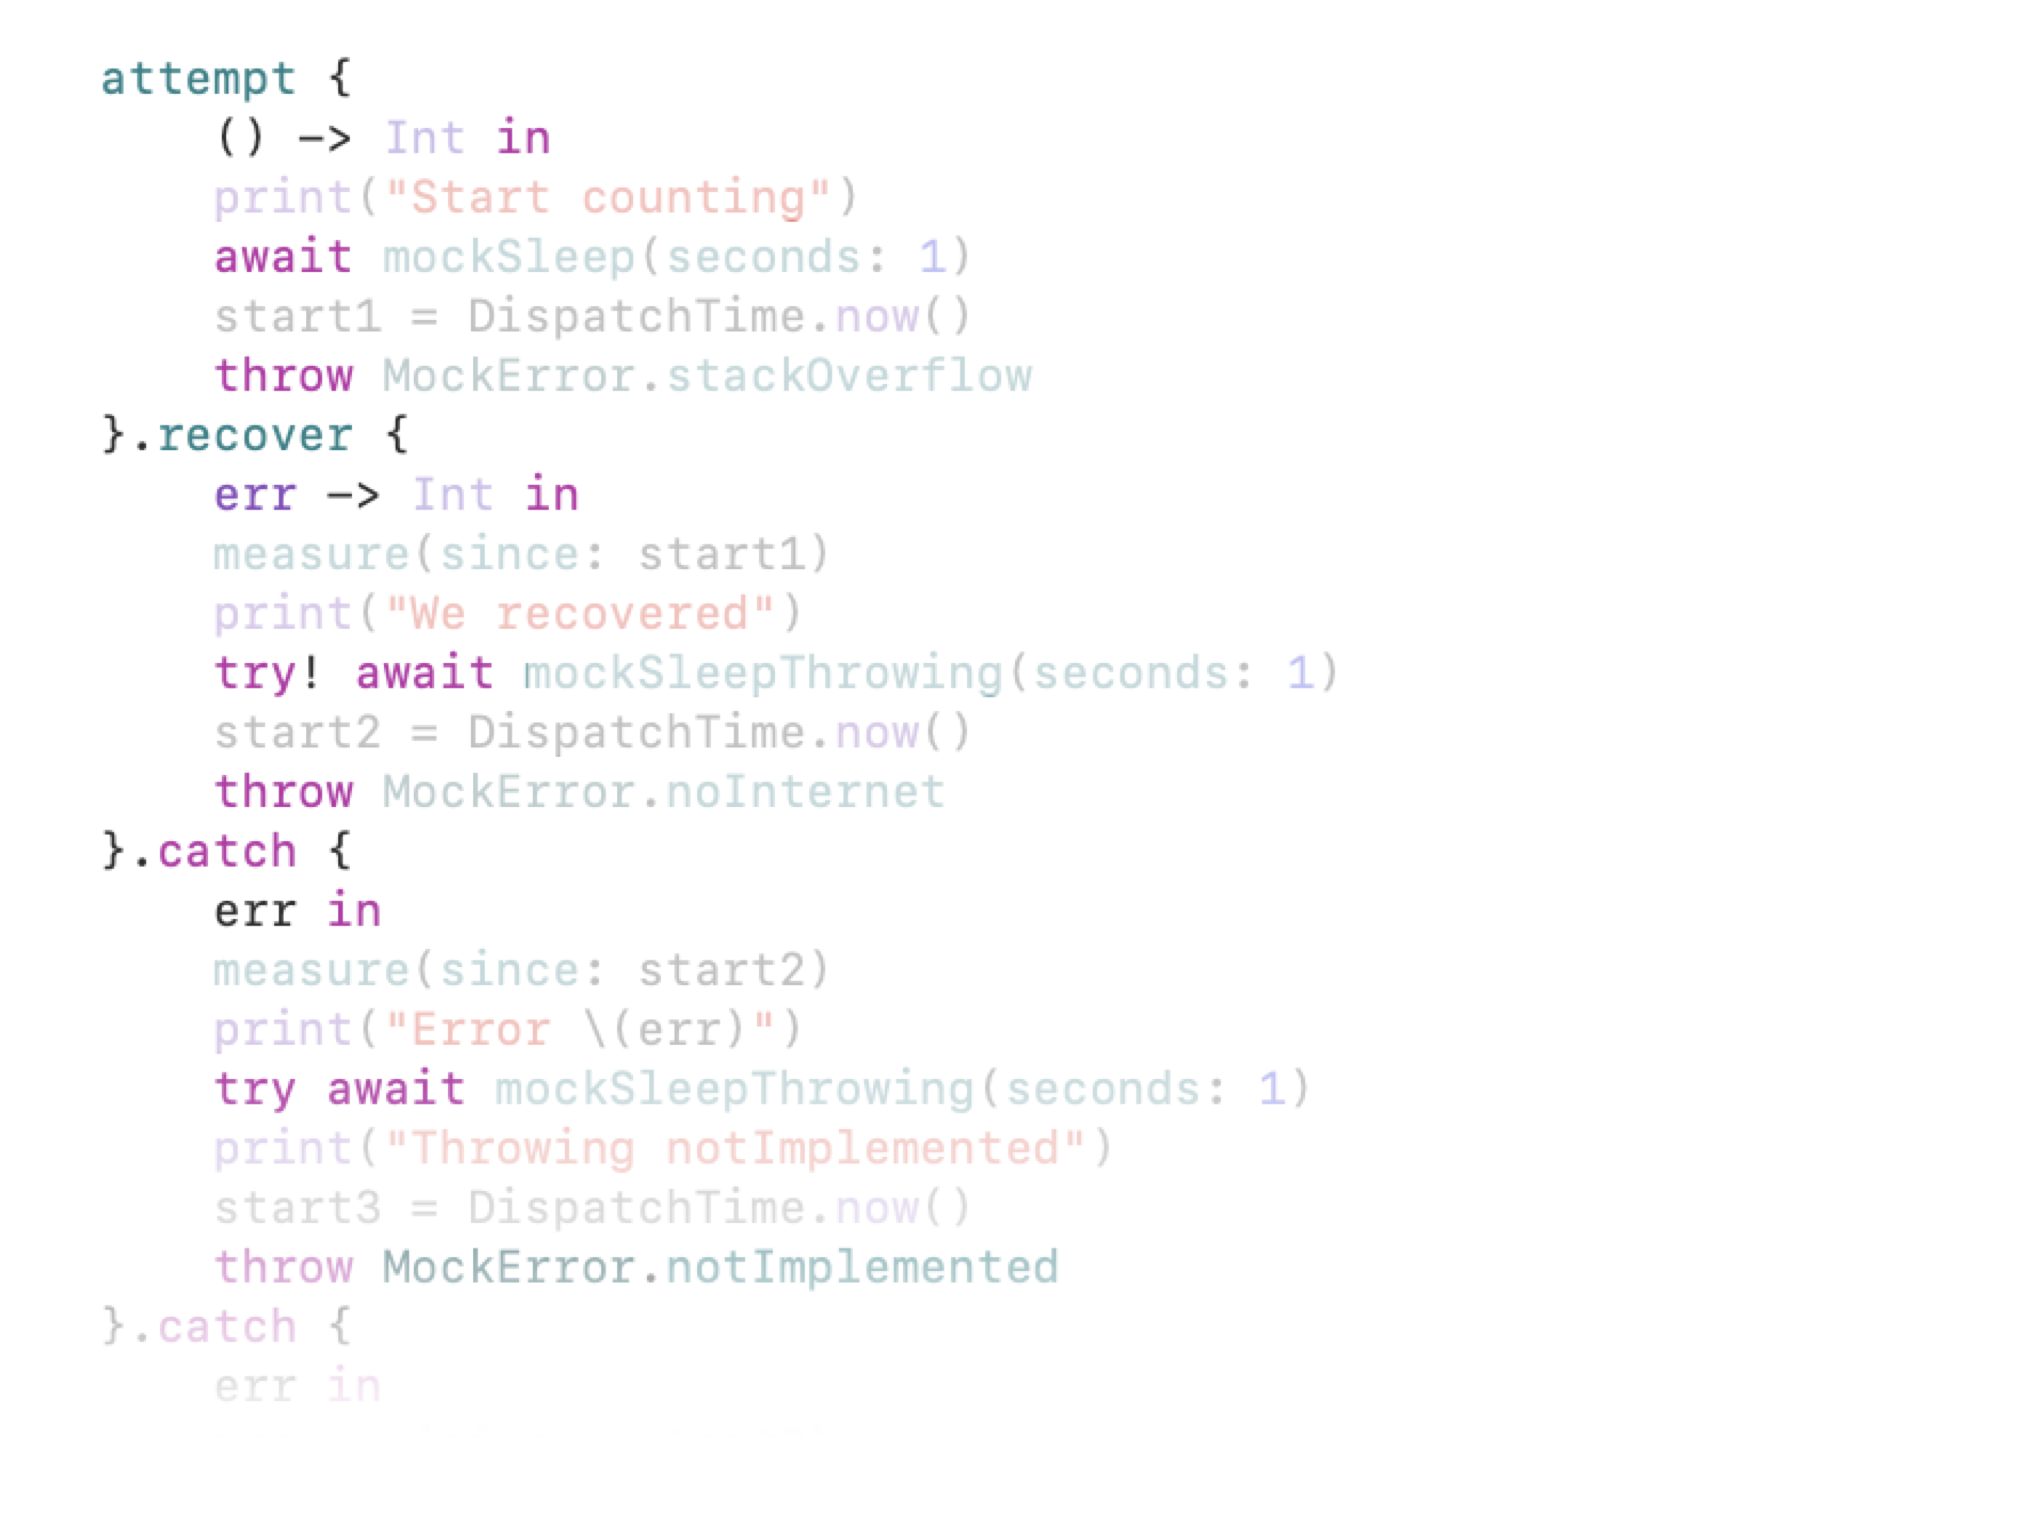 attempt {
    () -> Int in
    print("Start counting")
    await mockSleep(seconds: 1)
    start1 = DispatchTime.now()
    throw MockError.stackOverflow
}.recover {
    err -> Int in
    measure(since: start1)
    print("We recovered")
    try! await mockSleepThrowing(seconds: 1)
    start2 = DispatchTime.now()
    throw MockError.noInternet
}.catch {
    err in
    measure(since: start2)
    print("Error \(err)")
    try await mockSleepThrowing(seconds: 1)
    print("Throwing notImplemented")
    start3 = DispatchTime.now()
    throw MockError.notImplemented
}.catch {
    err in